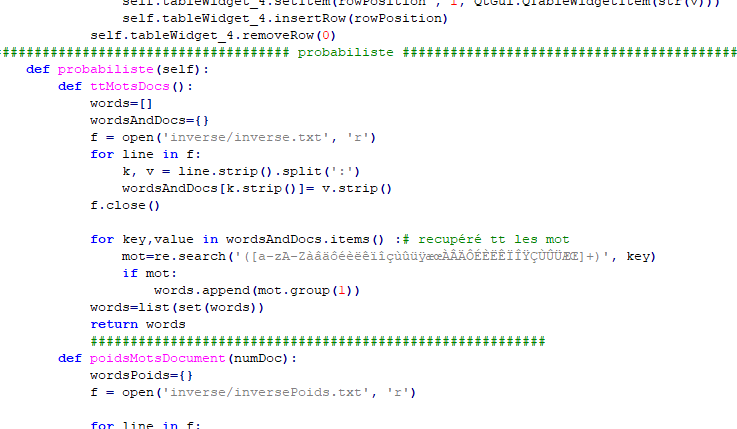 self.tableWidget_4.setItem(rowPosition , 1, QtGui.QTableWidgetItem(str(v)))
self.tableWidget_4.insertRow(rowPosition)
self.tableWidget_4.removeRow(0)
#################################### probabiliste ##########################################
def probabiliste(self):
def ttMotsDocs():
words=[]
wordsAndDocs={}
f = open('inverse/inverse.txt', 'r')
for line in f:
k, v = line.strip().split(':')
wordsAndDocs[k.strip()]= v.strip()
f.close()
for key,value in wordsAndDocs.items() :# recupéré tt les mot
mot=re.search('([a-zA-ZàâäôéèëêïîçùûüÿæœÀÂÄÔÉÈËÊÏÎŸÇÙÛÜÆŒ]+)', key)
if mot:
words.append(mot.group(1))
words=list(set(words))
return words
#########################################################
def poidsMotsDocument(numDoc):
wordsPoids={}
f = open('inverse/inversePoids.txt', 'r')
for line in f: